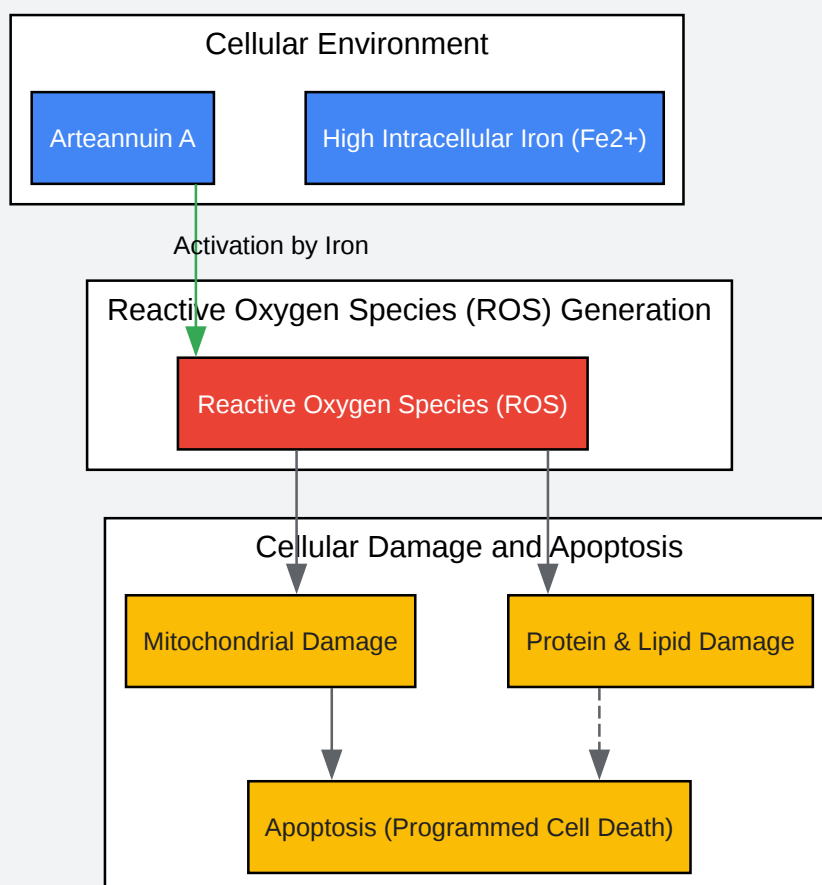 Cellular Environment
Arteannuin A
High Intracellular Iron (Fe2+)
Activation by Iron
Reactive Oxygen Species (ROS) Generation
Reactive Oxygen Species (ROS)
Cellular Damage and Apoptosis
Mitochondrial Damage
Protein & Lipid Damage
Apoptosis (Programmed Cell Death)